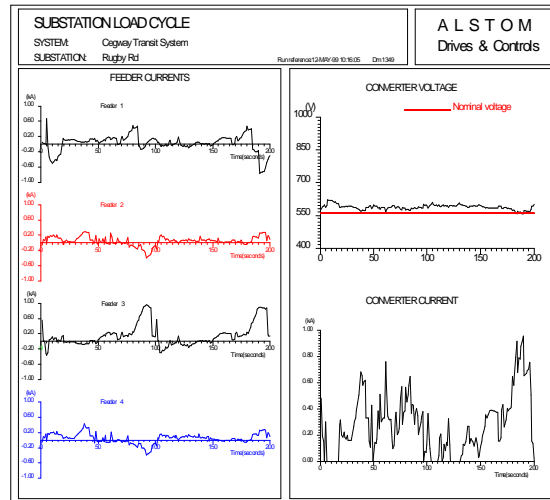 SUBSTATION LOAD CYCLE
SYSTEM: Cegway Transit System
SUBSTATION: Rugby Rd
Run reference:12-MAY-99 10:16:05 Dm1349
ALSTOM
Drives & Controls
FEEDER CURRENTS
(kA)
Feeder 1
1.00
0.60
0.20
-0.20
-0.60
-1.00
50
100
150
200
Time(seconds)
(kA)
Feeder 2
1.00
0.60
0.20
-0.20
-0.60
-1.00
50
100
150
200
Time(seconds)
(kA)
Feeder 3
1.00
0.60
0.20
-0.20
-0.60
-1.00
50
100
150
200
Time(seconds)
(kA)
Feeder 4
1.00
0.60
0.20
-0.20
-0.60
-1.00
50
100
150
200
Time(seconds)
CONVERTER VOLTAGE
Nominal voltage
(V)
1000
850
700
550
400
0
50
100
150
200
Time(seconds)
CONVERTER CURRENT
(kA)
1.00
0.80
0.60
0.40
0.20
0.00
0
50
100
150
200
Time(seconds)